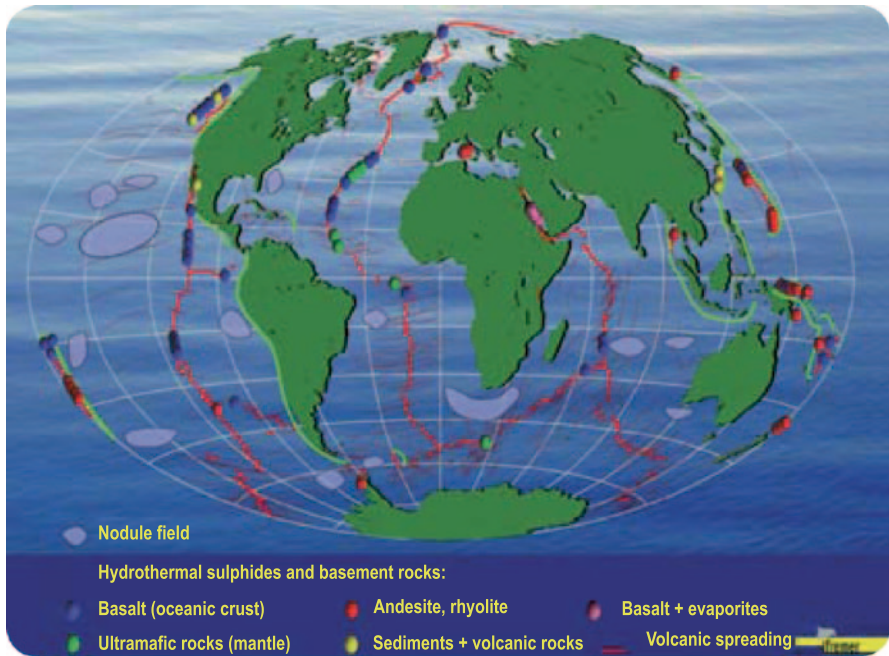 Nodule field
Hydrothermal sulphides and basement rocks:
Basalt (oceanic crust)
Andesite, rhyolite
Basalt + evaporites
Ultramafic rocks (mantle)
Sediments + volcanic rocks
Volcanic spreading
Ifremer